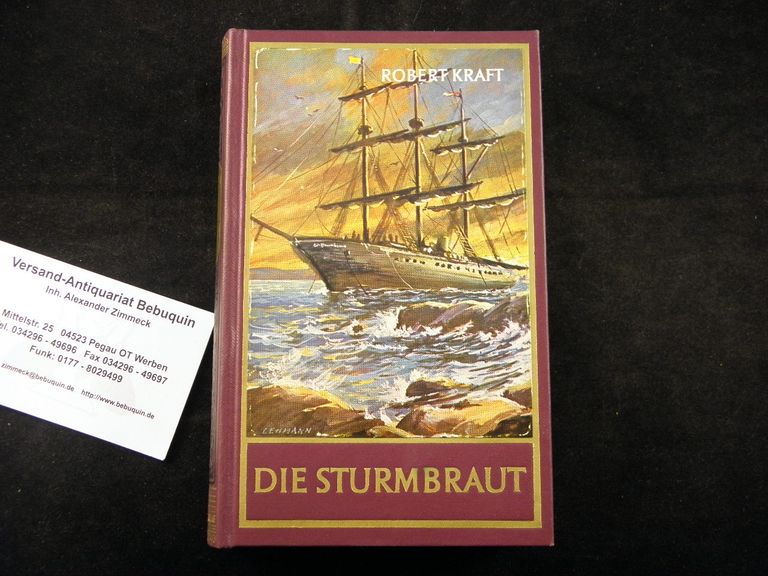 Versand-Antiquariat Bebuquin
Inh. Alexander Zimmeck
Mittelstr. 25 04523 Pegau OT Werben
Tel. 034296 - 49696 Fax 034296 - 49697
Funk: 0177 - 8029499
zimmeck@bebuquin.de http://www.bebuquin.de
ROBERT KRAFT
LEHMANN
DIE STURMBRAUT